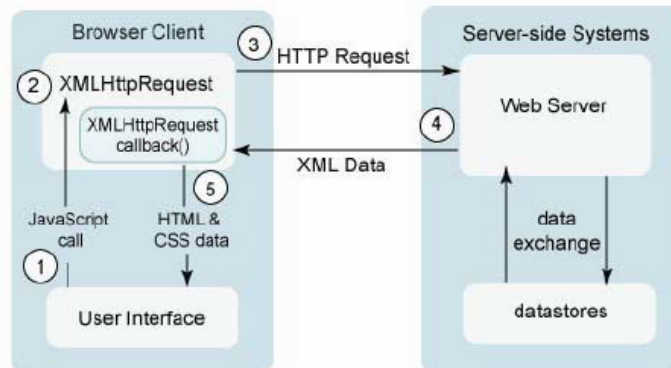 Browser Client
Server-side Systems
3
HTTP Request
2
XMLHttpRequest
Web Server
XMLHttpRequest
callback()
4
XML Data
5
JavaScript
call
HTML &
CSS data
data
exchange
1
User Interface
datastores